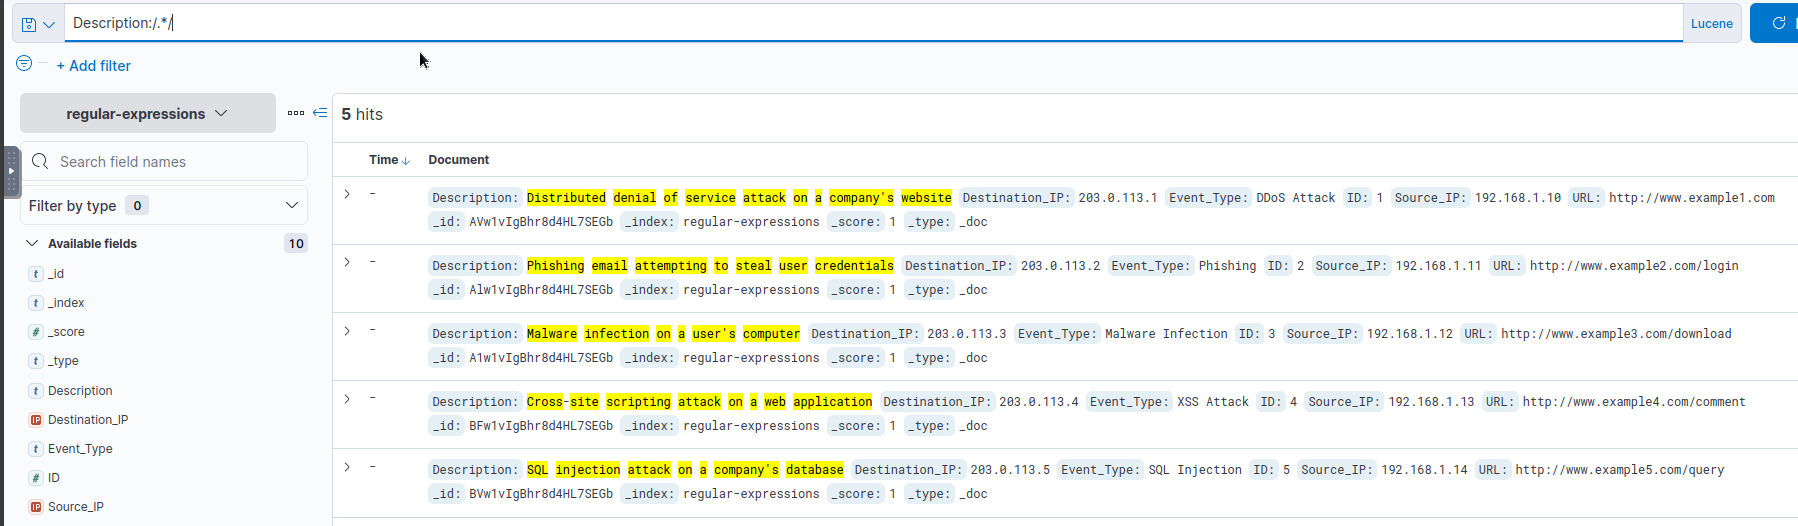 Description:/.*/
Lucene
+ Add filter
regular-expressions
5 hits
Search field names
Time
Document
Filter by type 0
Available fields 10
_id
_index
_score
_type
Description
Destination_IP
Event_Type
ID
Source_IP
- Description: Distributed denial of service attack on a company's website Destination_IP: 203.0.113.1 Event_Type: DDoS Attack ID: 1 Source_IP: 192.168.1.10 URL: http://www.example1.com
_id: AVw1vIgBhr8d4HL7SEGb _index: regular-expressions _score: 1 _type: _doc
- Description: Phishing email attempting to steal user credentials Destination_IP: 203.0.113.2 Event_Type: Phishing ID: 2 Source_IP: 192.168.1.11 URL: http://www.example2.com/login
_id: Alw1vIgBhr8d4HL7SEGb _index: regular-expressions _score: 1 _type: _doc
- Description: Malware infection on a user's computer Destination_IP: 203.0.113.3 Event_Type: Malware Infection ID: 3 Source_IP: 192.168.1.12 URL: http://www.example3.com/download
_id: A1w1vIgBhr8d4HL7SEGb _index: regular-expressions _score: 1 _type: _doc
- Description: Cross-site scripting attack on a web application Destination_IP: 203.0.113.4 Event_Type: XSS Attack ID: 4 Source_IP: 192.168.1.13 URL: http://www.example4.com/comment
_id: BFw1vIgBhr8d4HL7SEGb _index: regular-expressions _score: 1 _type: _doc
- Description: SQL injection attack on a company's database Destination_IP: 203.0.113.5 Event_Type: SQL Injection ID: 5 Source_IP: 192.168.1.14 URL: http://www.example5.com/query
_id: BVw1vIgBhr8d4HL7SEGb _index: regular-expressions _score: 1 _type: _doc